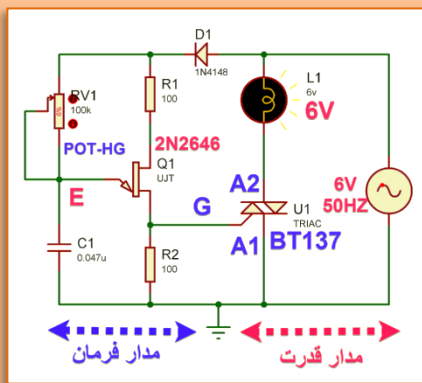 D1
1N4148
RV1
100k
6%
POT-HG
R1
100
L1
6v
6V
2N2646
Q1
UJT
E
G
A2
U1
TRIAC
A1
BT137
6V
50HZ
C1
0.047u
R2
100
مدار فرمان
مدار قدرت